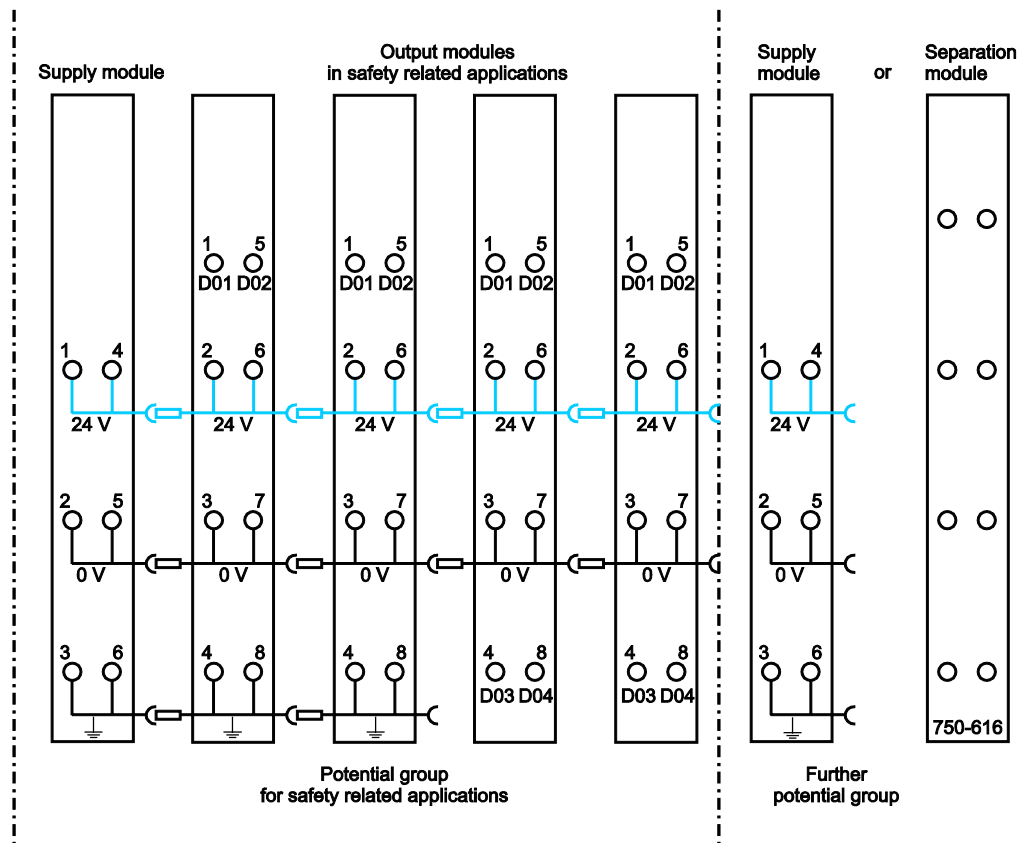 Supply module
Output modules
in safety related applications
Supply
module
or
Separation
module
1 5 1 5 1 5 1 5
D01 D02 D01 D02 D01 D02 D01 D02
1 4 2 6 2 6 2 6 2 6 1 4
24 V 24 V 24 V 24 V 24 V 24 V
2 5 3 7 3 7 3 7 3 7 2 5
0 V 0 V 0 V 0 V 0 V 0 V
3 6 4 8 4 8 4 8 4 8 3 6
D03 D04 D03 D04
750-616
Potential group
for safety related applications
Further
potential group